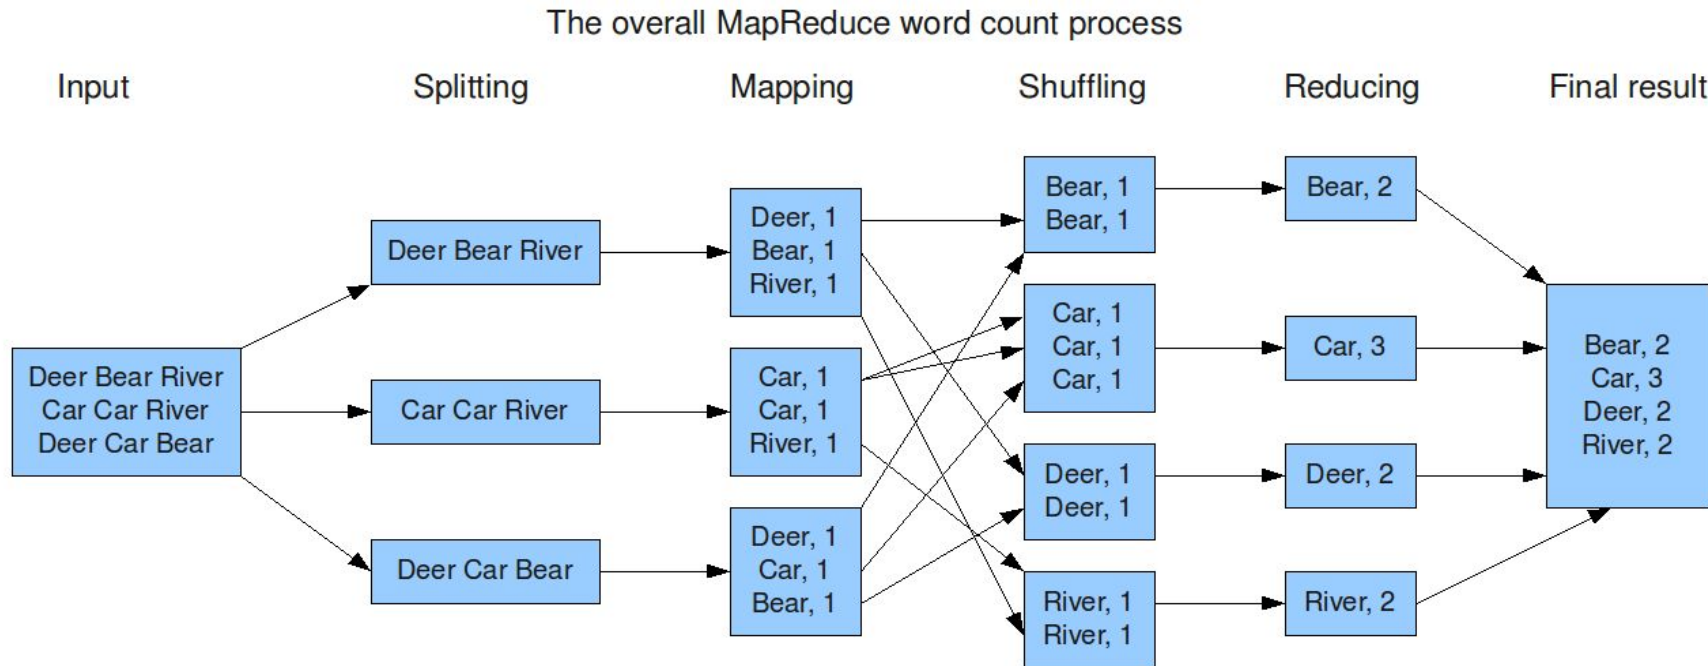 The overall MapReduce word count process
Input
Splitting
Mapping
Shuffling
Reducing
Final result
Deer Bear River
Car Car River
Deer Car Bear
Deer Bear River
Car Car River
Deer Car Bear
Deer, 1
Bear, 1
River, 1
Car, 1
Car, 1
River, 1
Deer, 1
Car, 1
Bear, 1
Bear, 1
Bear, 1
Car, 1
Car, 1
Car, 1
Deer, 1
Deer, 1
River, 1
River, 1
Bear, 2
Car, 3
Deer, 2
River, 2
Bear, 2
Car, 3
Deer, 2
River, 2